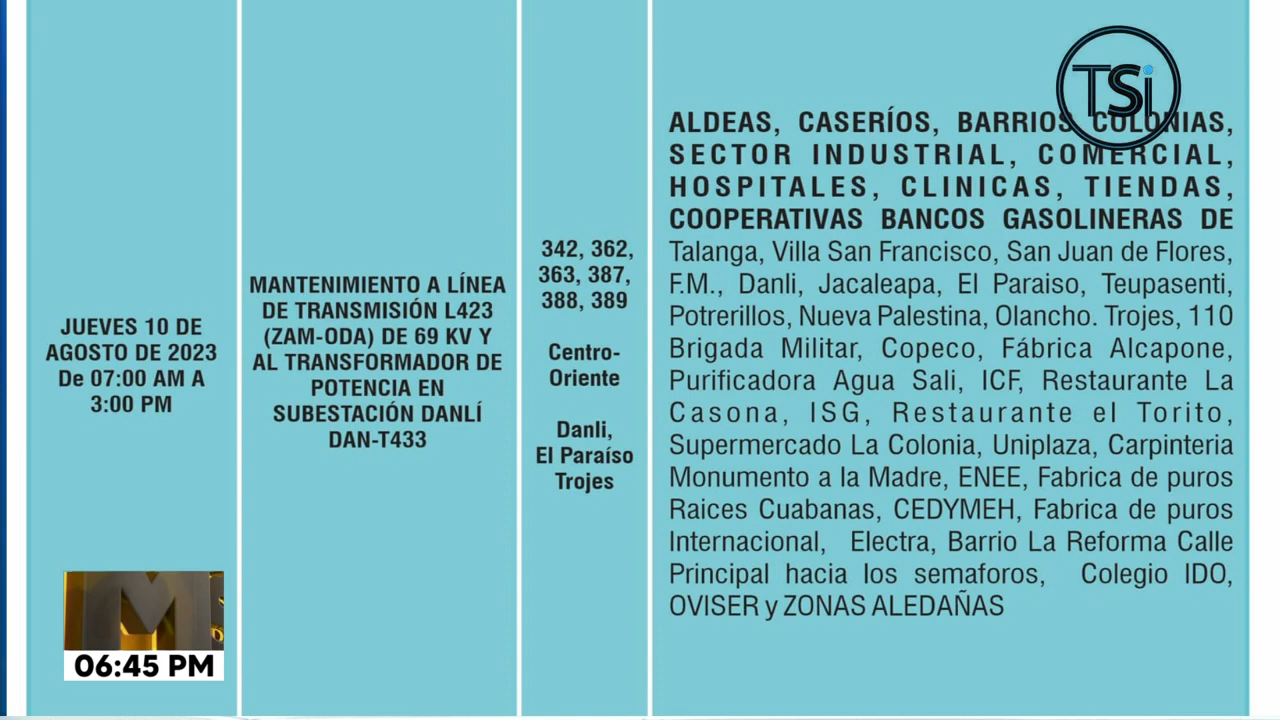 JUEVES 10 DE
AGOSTO DE 2023
De 07:00 AM A
3:00 PM
MANTENIMIENTO A LÍNEA
DE TRANSMISIÓN L423
(ZAM-ODA) DE 69 KV Y
AL TRANSFORMADOR DE
POTENCIA EN
SUBESTACIÓN DANLÍ
DAN-T433
342, 362,
363, 387,
388, 389
Centro-
Oriente
Danli,
El Paraíso
Trojes
TSi
ALDEAS, CASERÍOS, BARRIOS COLONIAS,
SECTOR INDUSTRIAL, COMERCIAL,
HOSPITALES, CLINICAS, TIENDAS,
COOPERATIVAS BANCOS GASOLINERAS DE
Talanga, Villa San Francisco, San Juan de Flores,
F.M., Danli, Jacaleapa, El Paraiso, Teupasenti,
Potrerillos, Nueva Palestina, Olancho. Trojes, 110
Brigada Militar, Copeco, Fábrica Alcapone,
Purificadora Agua Sali, ICF, Restaurante La
Casona, ISG, Restaurante el Torito,
Supermercado La Colonia, Uniplaza, Carpinteria
Monumento a la Madre, ENEE, Fabrica de puros
Raices Cuabanas, CEDYMEH, Fabrica de puros
Internacional, Electra, Barrio La Reforma Calle
Principal hacia los semaforos, Colegio IDO,
OVISER y ZONAS ALEDAÑAS
M
06:45 PM